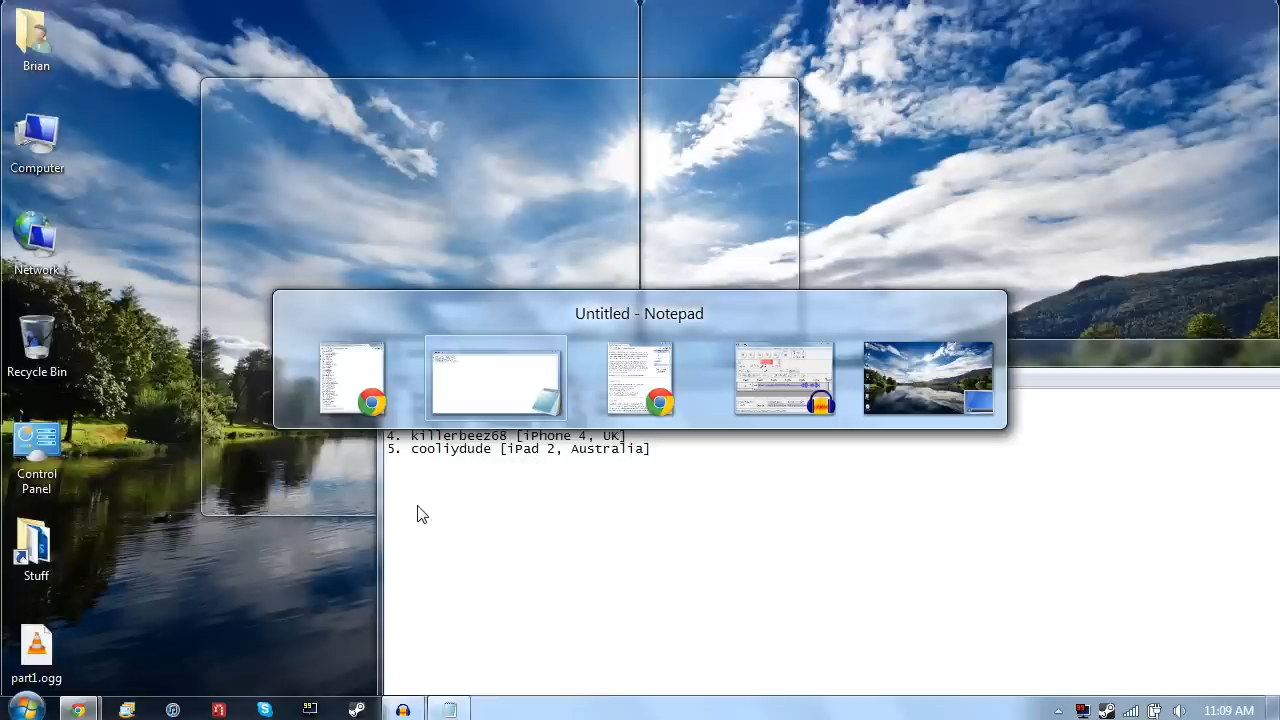 Brian
Computer
Network
Recycle Bin
Control
Panel
Stuff
part1.ogg
Untitled - Notepad
4. killerbeez68 [iPhone 4, UK]
5. cooliydude [iPad 2, Australia]
11:09 AM